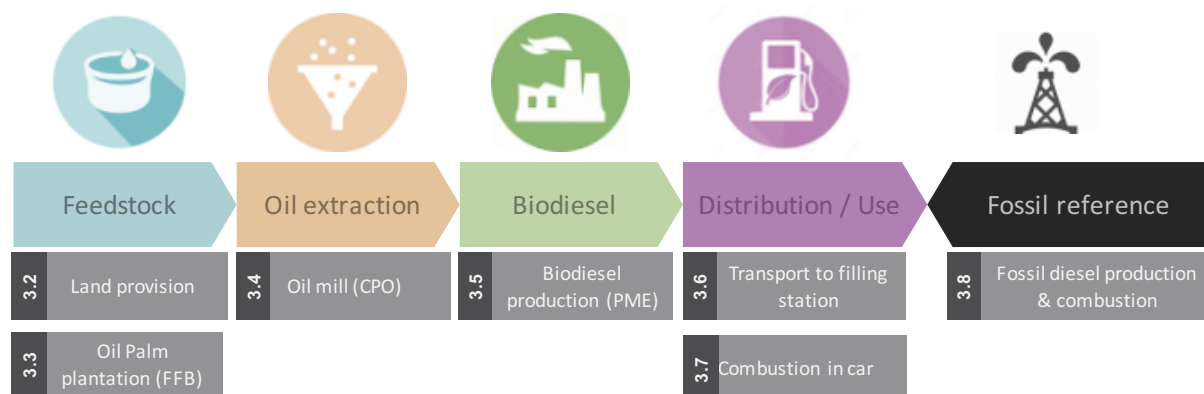 Feedstock
Oil extraction
Biodiesel
Distribution / Use
Fossil reference
3.2
Land provision
3.4
Oil mill (CPO)
3.5
Biodiesel
production (PME)
3.6
Transport to filling
station
3.8
Fossil diesel production
& combustion
3.3
Oil Palm
plantation (FFB)
3.7
Combustion in car